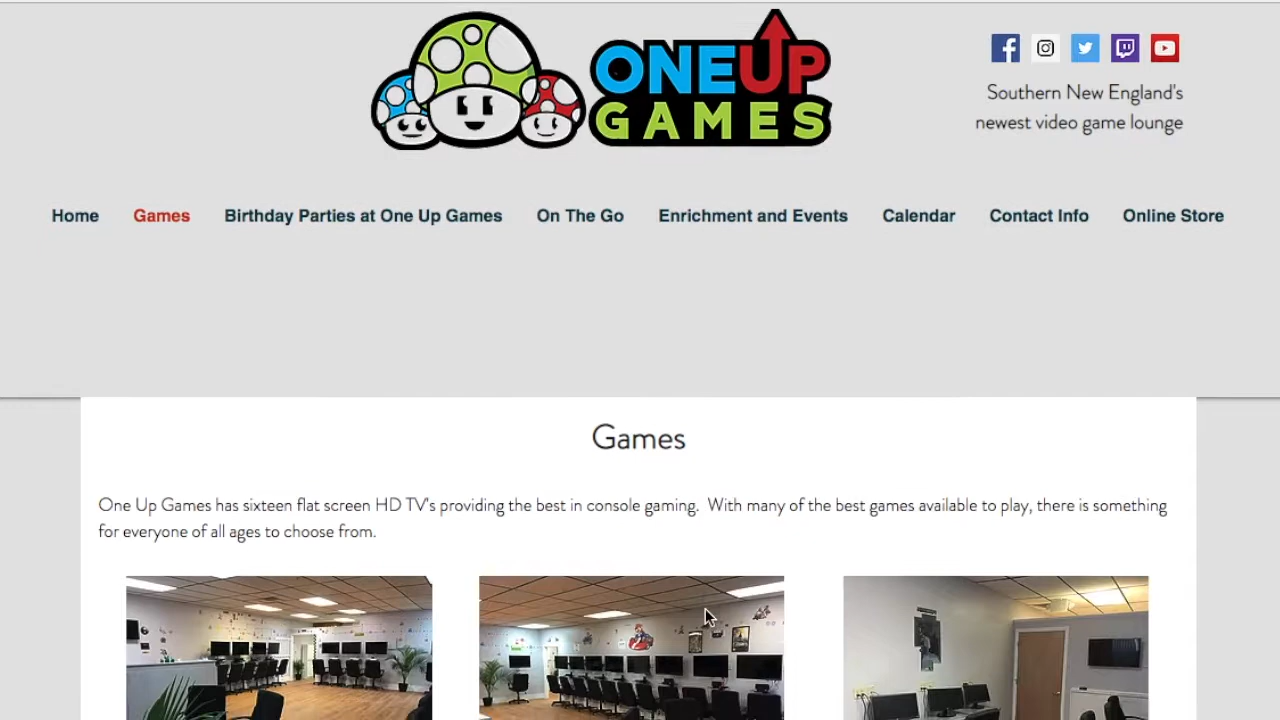 ONEUP
GAMES
Southern New England's
newest video game lounge
Home Games Birthday Parties at One Up Games On The Go Enrichment and Events Calendar Contact Info Online Store
Games
One Up Games has sixteen flat screen HD TV's providing the best in console gaming. With many of the best games available to play, there is something
for everyone of all ages to choose from.